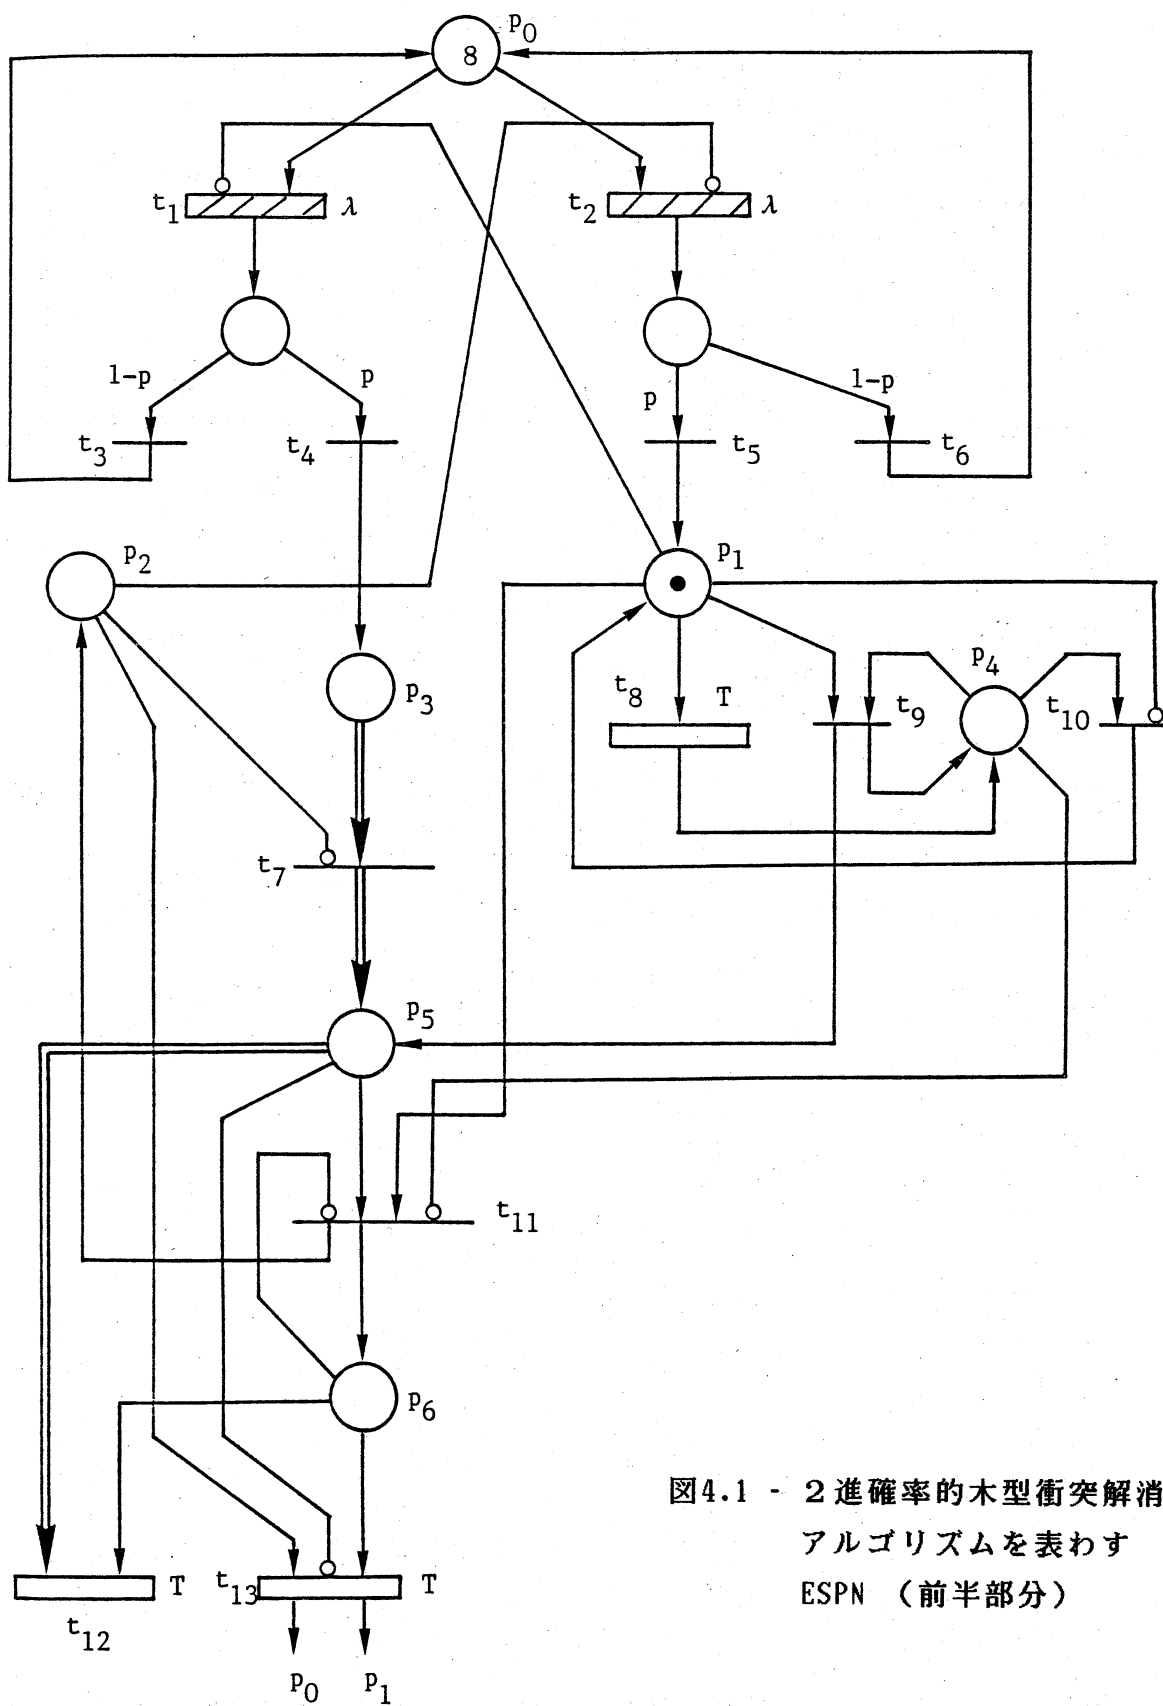 p0
8
t1
λ
t2
λ
1-p
p
p
1-p
t3
t4
t5
t6
p2
p1
p3
t8
T
t9
p4
t10
t7
p5
t11
p6
T
t12
t13
T
p0
p1
図4.1 - 2進確率的木型衝突解消
アルゴリズムを表わす
ESPN (前半部分)